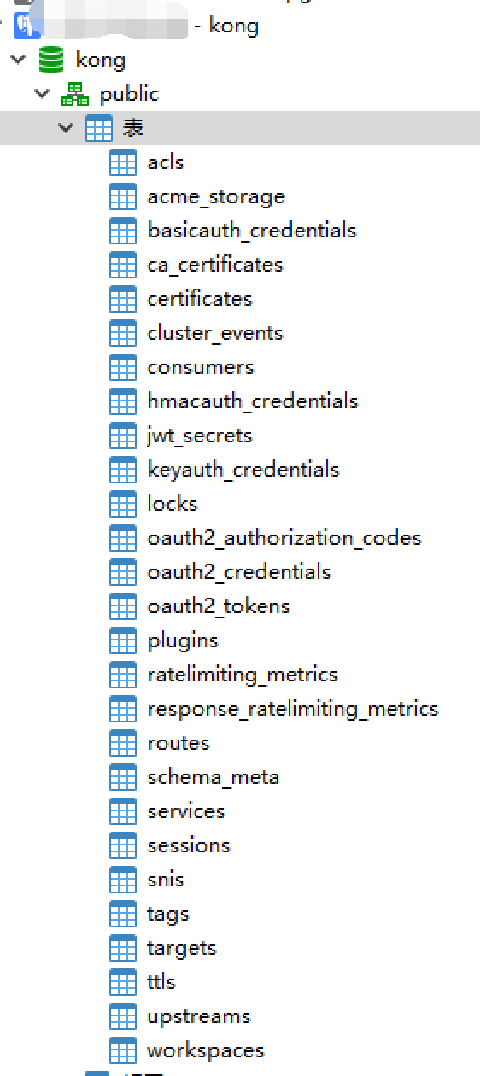 - kong
kong
public
表
acls
acme_storage
basicauth_credentials
ca_certificates
certificates
cluster_events
consumers
hmacauth_credentials
jwt_secrets
keyauth_credentials
locks
oauth2_authorization_codes
oauth2_credentials
oauth2_tokens
plugins
ratelimiting_metrics
response_ratelimiting_metrics
routes
schema_meta
services
sessions
snis
tags
targets
ttls
upstreams
workspaces